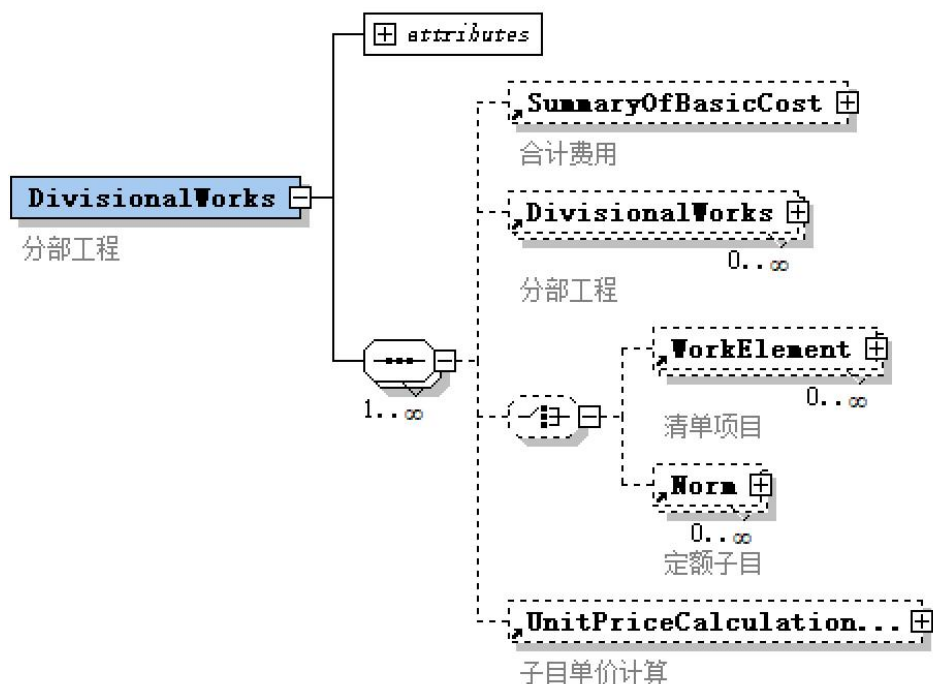 attributes
SummaryOfBasicCost
合计费用
DivisionalWorks
分部工程
DivisionalWorks
0..∞
分部工程
1..∞
WorkElement
0..∞
清单项目
Norm
0..∞
定额子目
UnitPriceCalculation...
子目单价计算